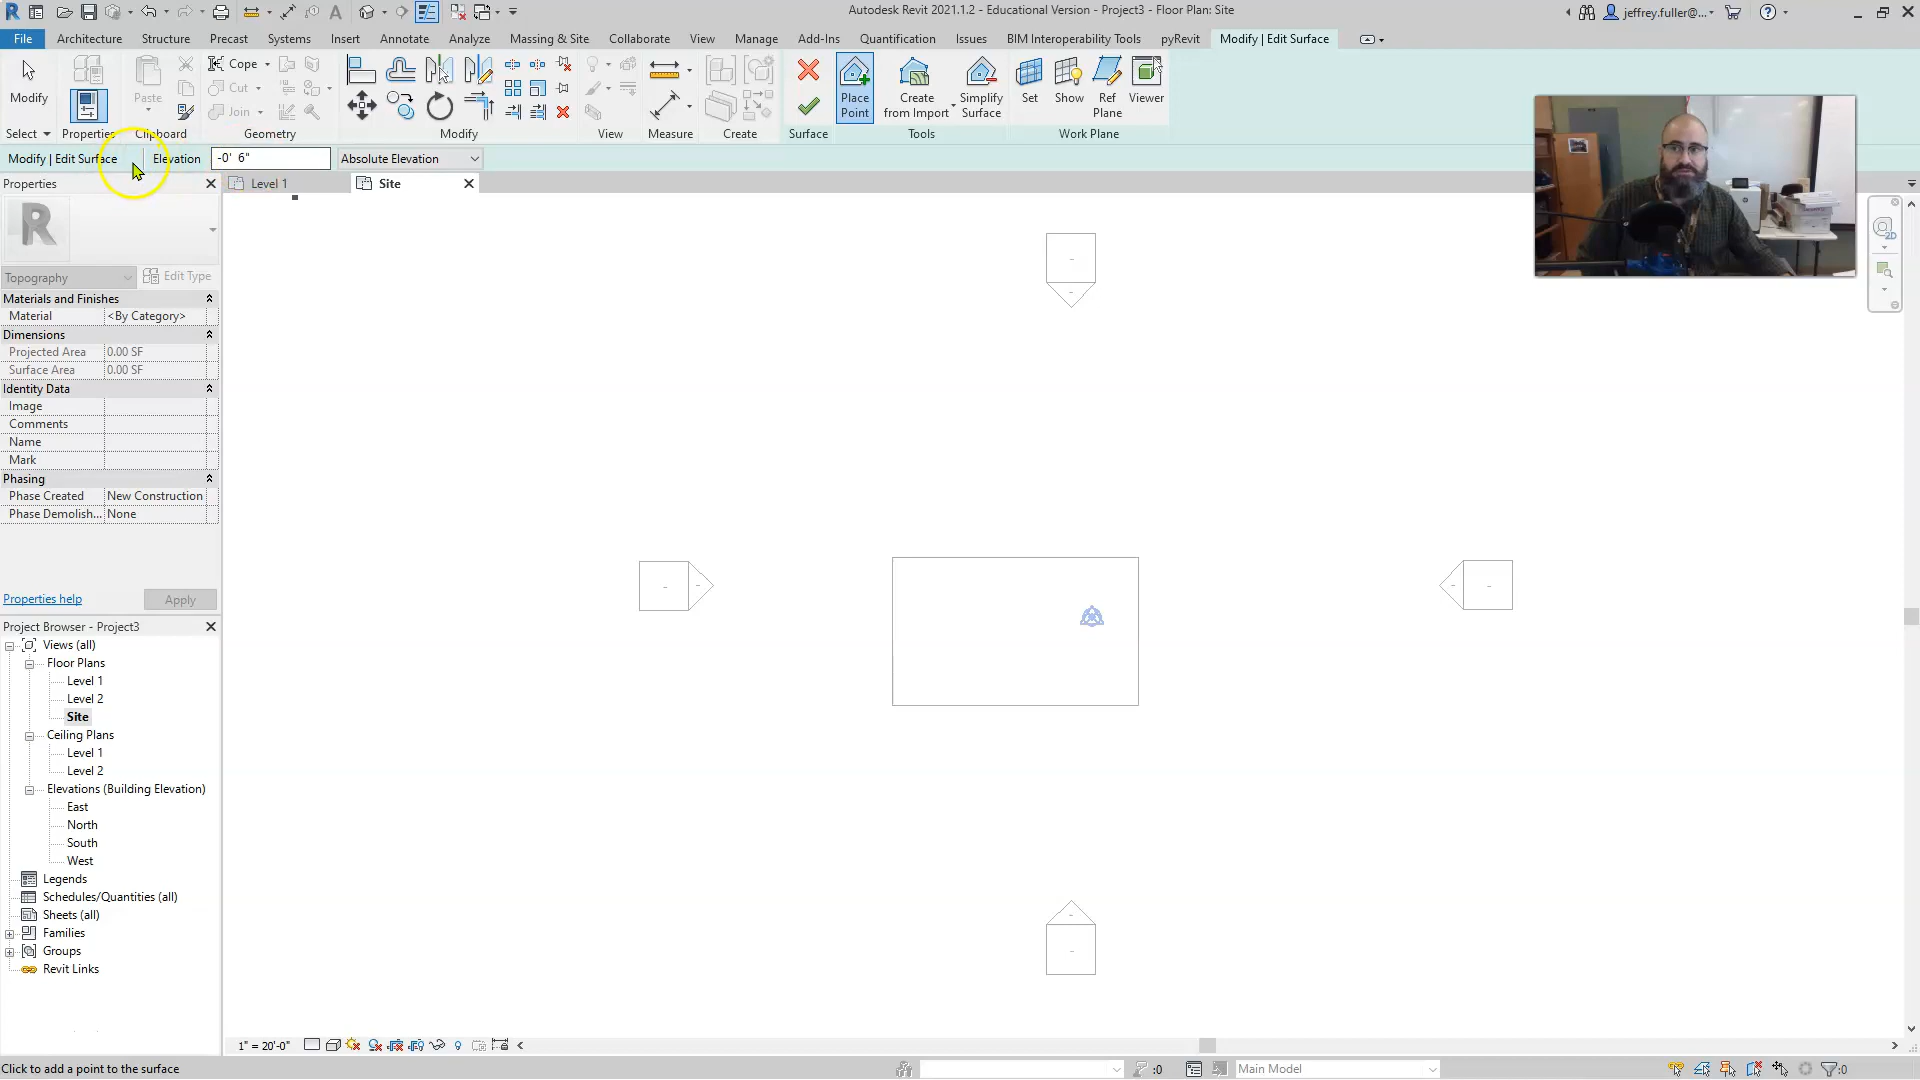 Autodesk Revit 2021.1.2 - Educational Version - Project3 - Floor Plan: Site
jeffrey.fuller@...
File Architecture Structure Precast Systems Insert Annotate Analyze Massing & Site Collaborate View Manage Add-Ins Quantification Issues BIM Interoperability Tools pyRevit Modify | Edit Surface
Modify
Paste
Cope
Cut
Join
Place Point
Create from Import
Simplify Surface
Set
Show
Ref Plane
Viewer
Select Properties Clipboard Geometry Modify View Measure Create Surface Tools Work Plane
Modify | Edit Surface Elevation -0' 6" Absolute Elevation
Properties
Level 1
Site
Topography Edit Type
Materials and Finishes
Material <By Category>
Dimensions
Projected Area 0.00 SF
Surface Area 0.00 SF
Identity Data
Image
Comments
Name
Mark
Phasing
Phase Created New Construction
Phase Demolish... None
Properties help Apply
Project Browser - Project3
Views (all)
Floor Plans
Level 1
Level 2
Site
Ceiling Plans
Level 1
Level 2
Elevations (Building Elevation)
East
North
South
West
Legends
Schedules/Quantities (all)
Sheets (all)
Families
Groups
Revit Links
2D
1" = 20'-0"
Click to add a point to the surface
:0
Main Model
:0